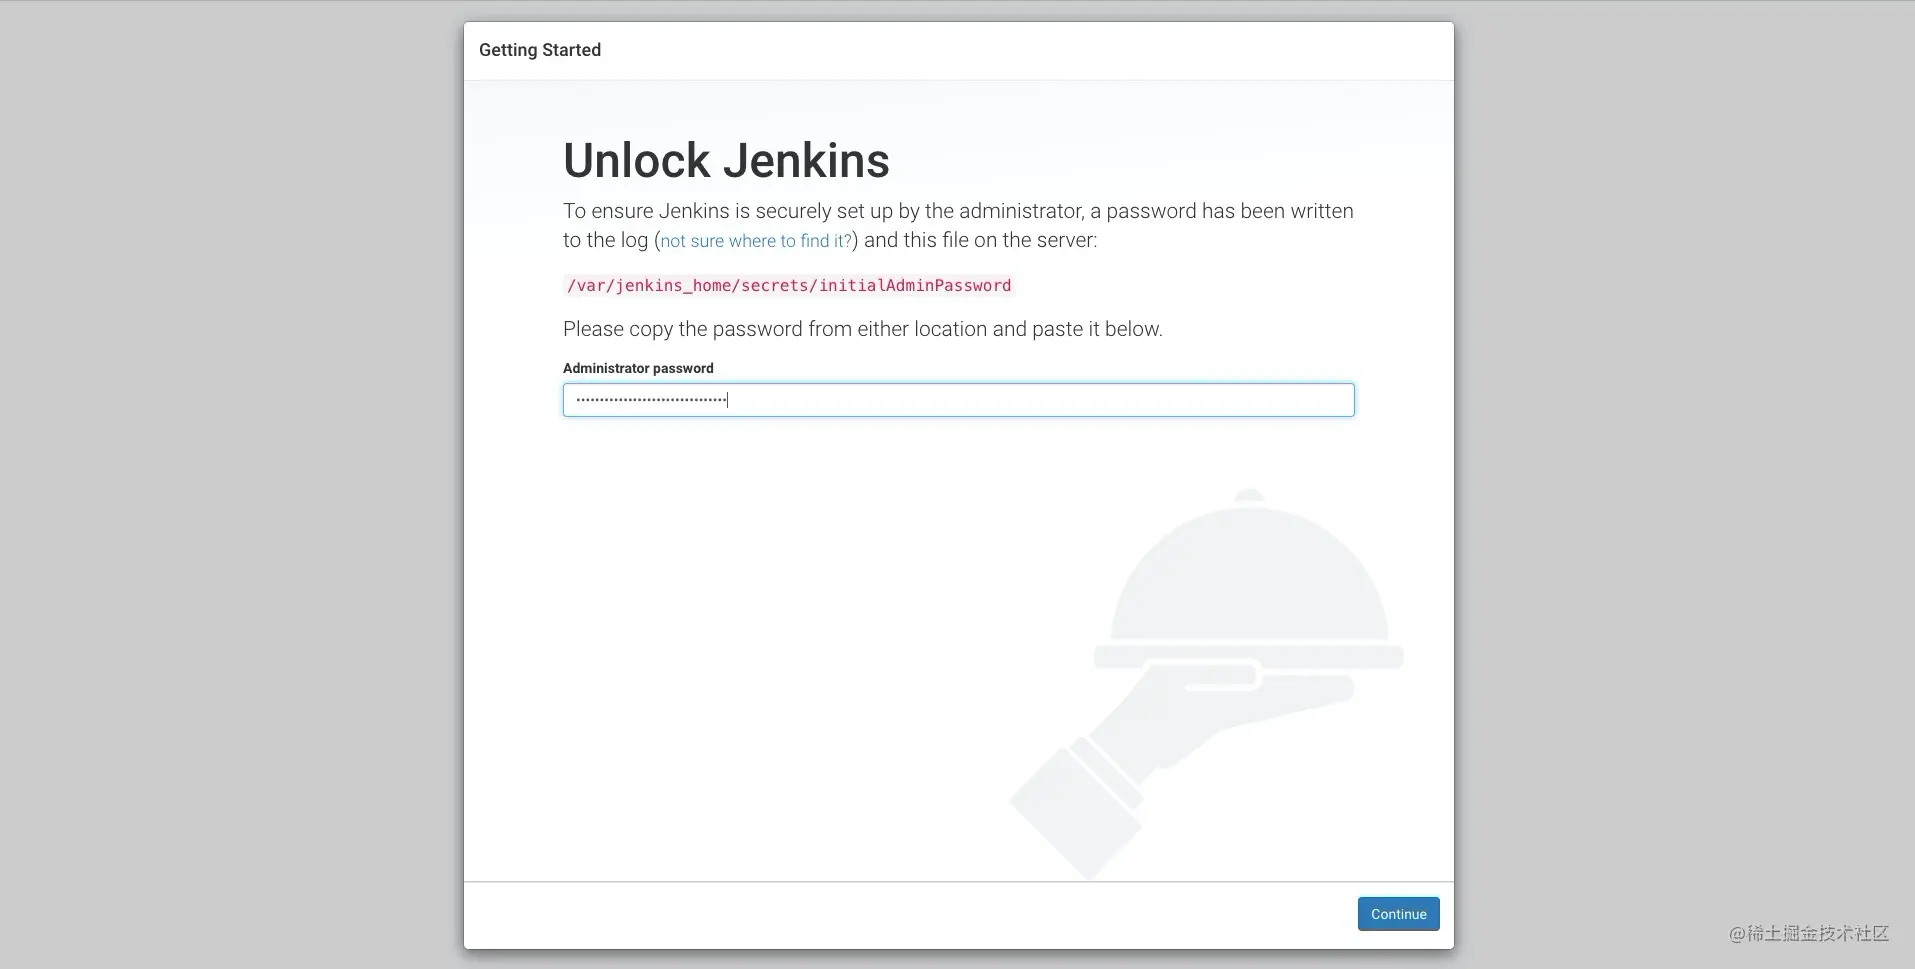 Getting Started
Unlock Jenkins
To ensure Jenkins is securely set up by the administrator, a password has been written
to the log (not sure where to find it?) and this file on the server:
/var/jenkins_home/secrets/initialAdminPassword
Please copy the password from either location and paste it below.
Administrator password
Continue
@稀土掘金技术社区